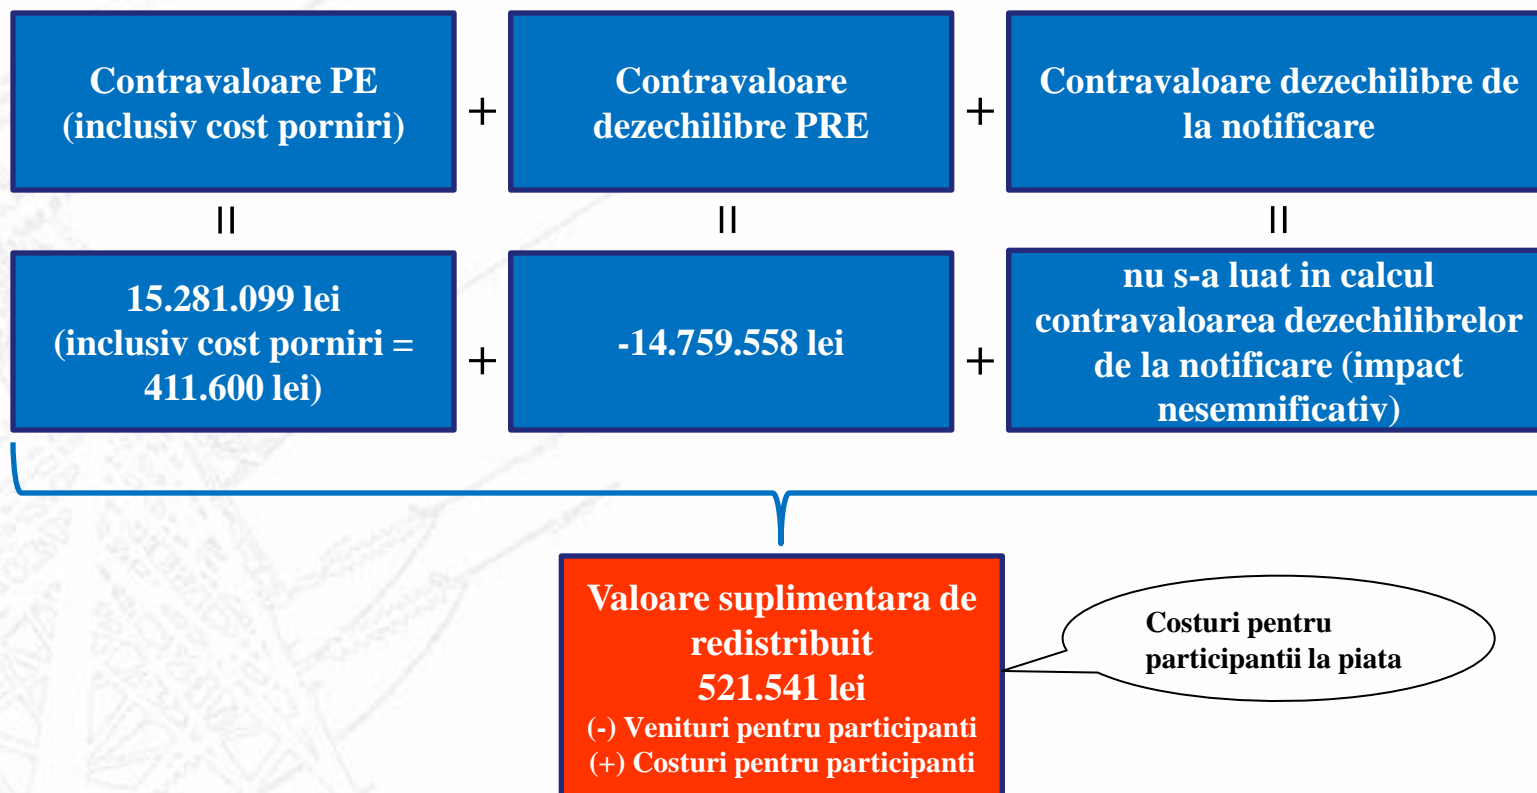 Contravaloare PE
(inclusiv cost porniri)
+
Contravaloare
dezechilibre PRE
+
Contravaloare dezechilibre de
la notificare
=
=
=
15.281.099 lei
(inclusiv cost porniri =
411.600 lei)
+
-14.759.558 lei
+
nu s-a luat in calcul
contravaloarea dezechilibrelor
de la notificare (impact
nesemnificativ)
Valoare suplimentara de
redistribuit
521.541 lei
(-) Venituri pentru participanti
(+) Costuri pentru participanti
Costuri pentru
participantii la piata